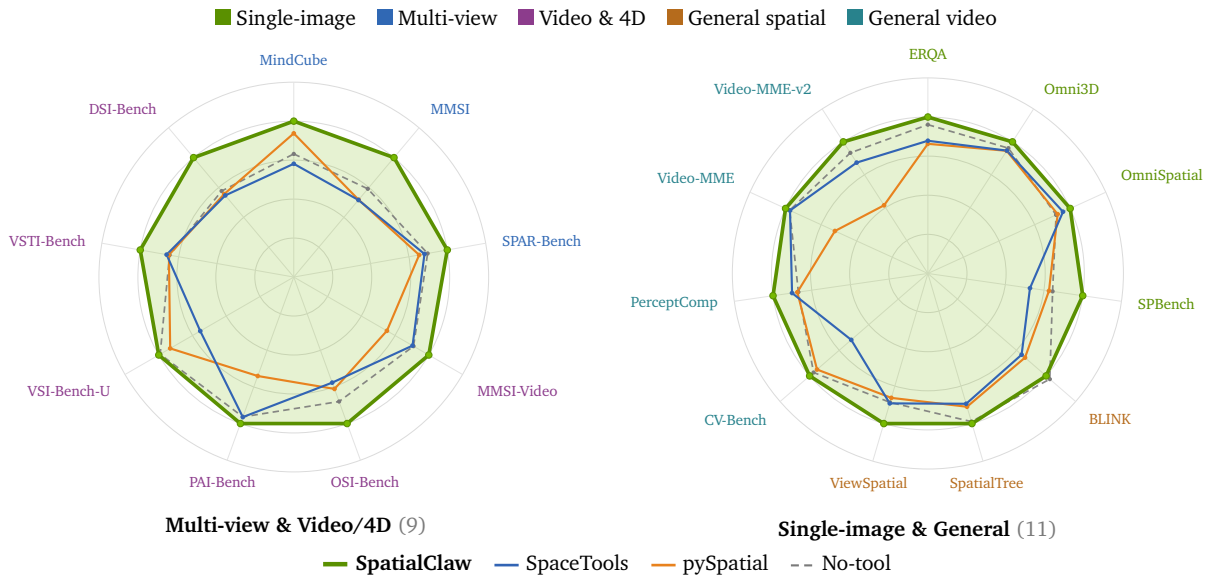 Single-image Multi-view Video & 4D General spatial General video
MindCube
MMSI
SPAR-Bench
MMSI-Video
OSI-Bench
PAI-Bench
VSI-Bench-U
VSTI-Bench
DSI-Bench
Multi-view & Video/4D (9)
ERQA
Omni3D
OmniSpatial
SPBench
BLINK
SpatialTree
ViewSpatial
CV-Bench
PerceptComp
Video-MME
Video-MME-v2
Single-image & General (11)
SpatialClaw SpaceTools pySpatial No-tool